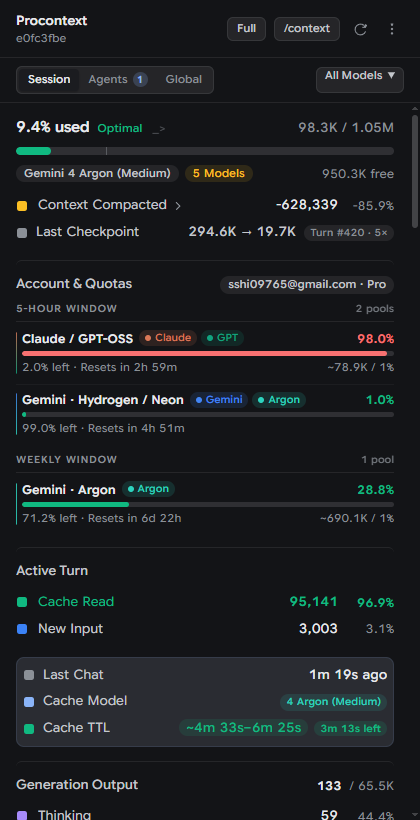 Procontext
e0fc3fbe
Full
/context
Session
Agents 1
Global
All Models ▼
9.4% used Optimal _> 98.3K / 1.05M
Gemini 4 Argon (Medium) 5 Models 950.3K free
Context Compacted > -628,339 -85.9%
Last Checkpoint 294.6K → 19.7K Turn #420 · 5×
Account & Quotas sshi09765@gmail.com · Pro
5-HOUR WINDOW 2 pools
Claude / GPT-OSS Claude GPT 98.0%
2.0% left · Resets in 2h 59m ~78.9K / 1%
Gemini · Hydrogen / Neon Gemini Argon 1.0%
99.0% left · Resets in 4h 51m
WEEKLY WINDOW 1 pool
Gemini · Argon Argon 28.8%
71.2% left · Resets in 6d 22h ~690.1K / 1%
Active Turn
Cache Read 95,141 96.9%
New Input 3,003 3.1%
Last Chat 1m 19s ago
Cache Model 4 Argon (Medium)
Cache TTL ~4m 33s–6m 25s 3m 13s left
Generation Output 133 / 65.5K
Thinking 59 44.4%